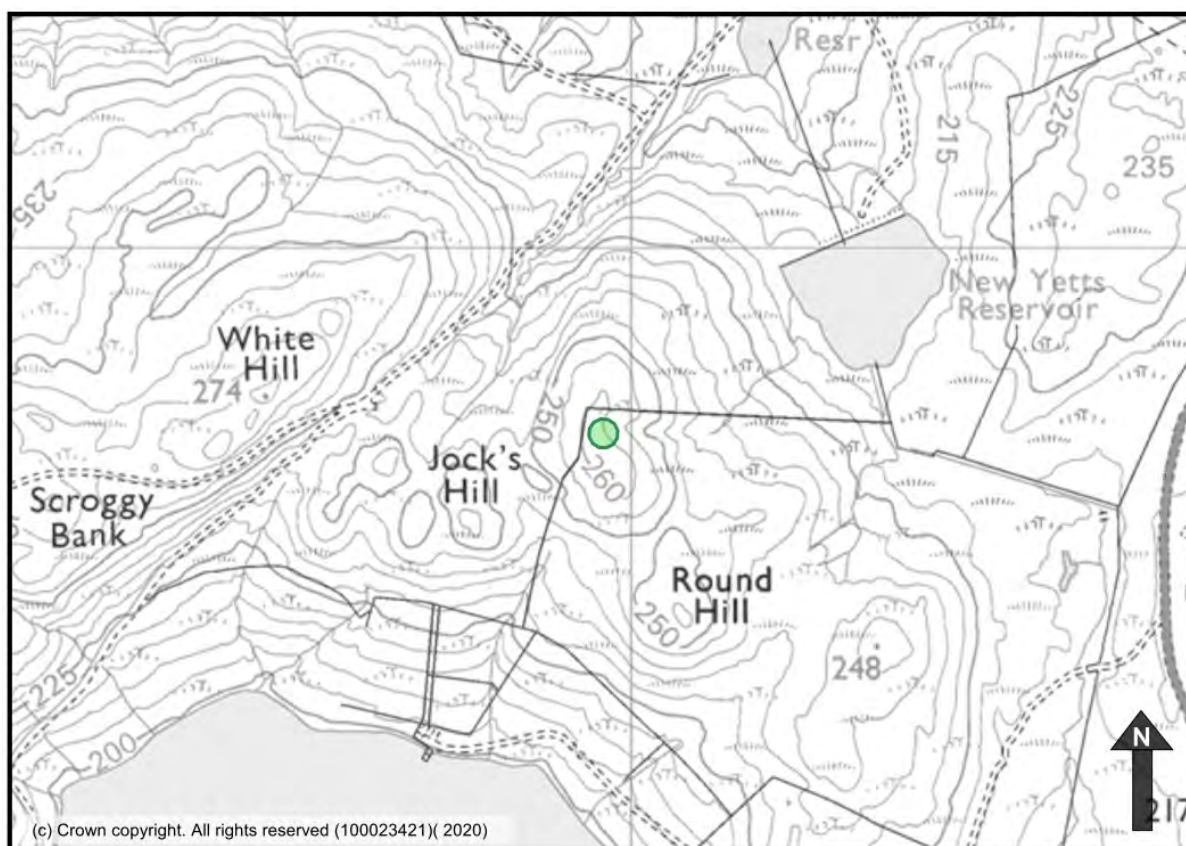 Resr
215
225
235
235
New Yetts
Reservoir
White
Hill
274
250
Jock's
Hill
260
Scroggy
Bank
Round
Hill
250
248
225
200
N
217
(c) Crown copyright. All rights reserved (100023421)( 2020)